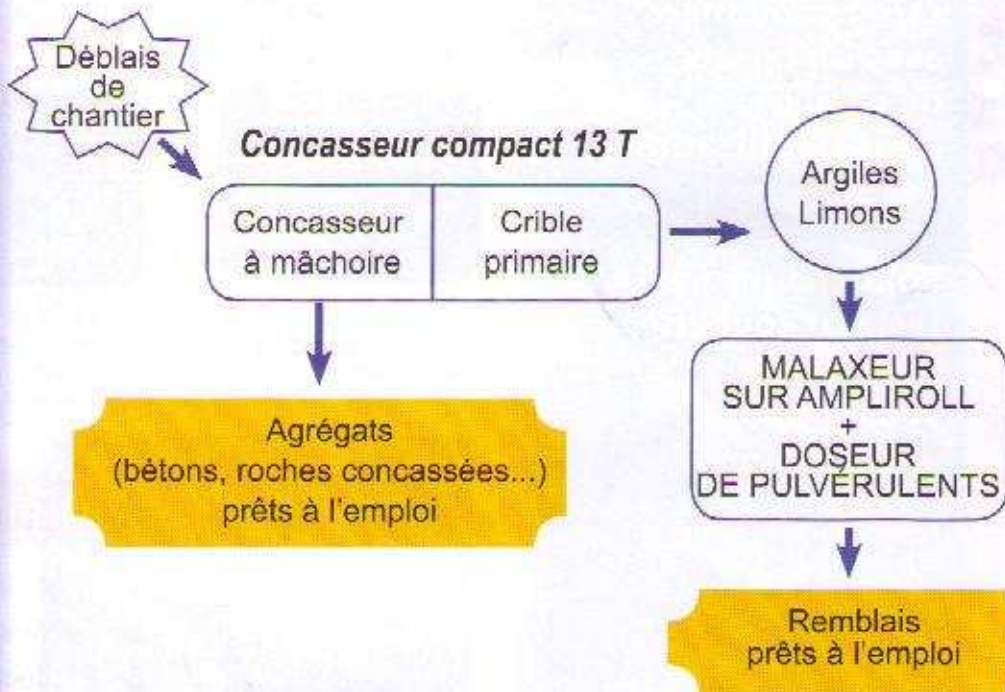 Déblais
de
chantier
Concasseur compact 13 T
Concasseur
à mâchoire
Crible
primaire
Argiles
Limons
MALAXEUR
SUR AMPLIROLL
+
DOSEUR
DE PULVÉRULENTS
Agrégats
(bètons, roches concassées...)
prêts à l'emploi
Remblais
prêts à l'emploi